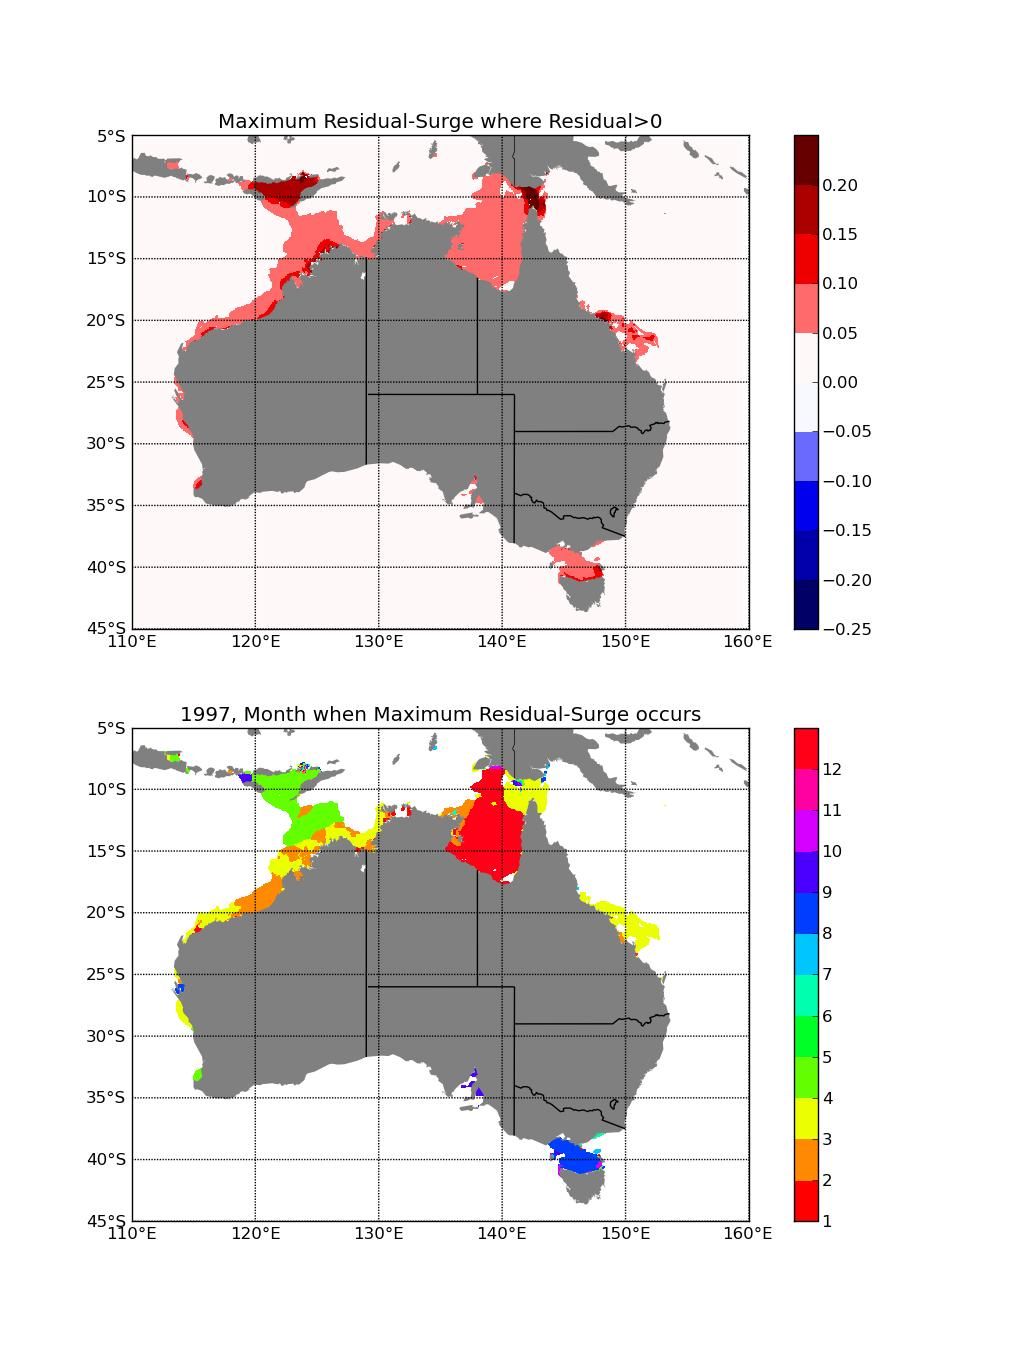 Maximum Residual-Surge where Residual>0
5°S
10°S
15°S
20°S
25°S
30°S
35°S
40°S
45°S
110°E 120°E 130°E 140°E 150°E 160°E
0.20
0.15
0.10
0.05
0.00
−0.05
−0.10
−0.15
−0.20
−0.25
1997, Month when Maximum Residual-Surge occurs
5°S
10°S
15°S
20°S
25°S
30°S
35°S
40°S
45°S
110°E 120°E 130°E 140°E 150°E 160°E
12
11
10
9
8
7
6
5
4
3
2
1